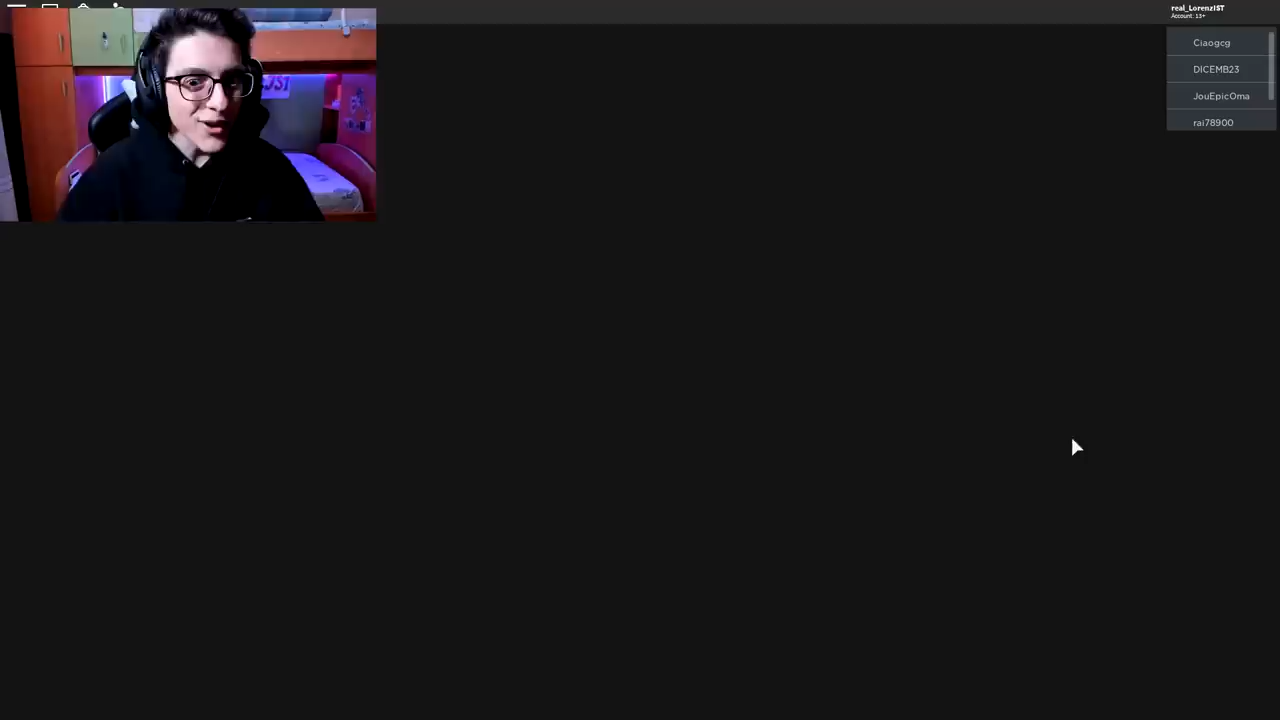 real_LorenzIST
Account: 13+
Ciaogcg
DICEMB23
JouEpicOma
rai78900